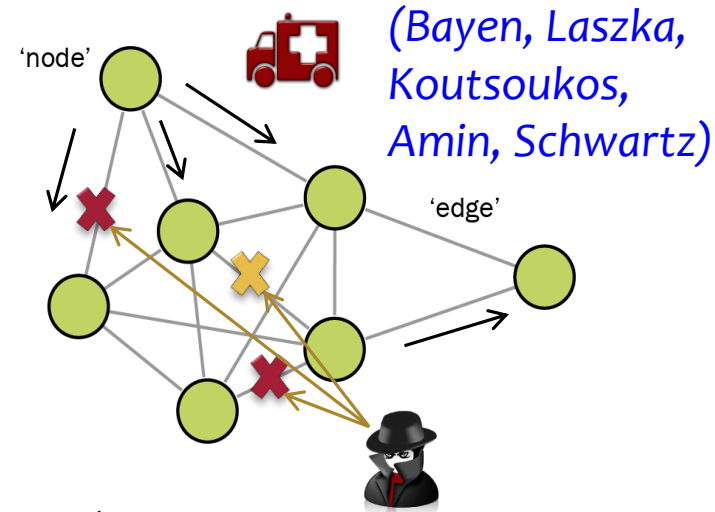 'node'
(Bayen, Laszka,
Koutsoukos,
Amin, Schwartz)
'edge'